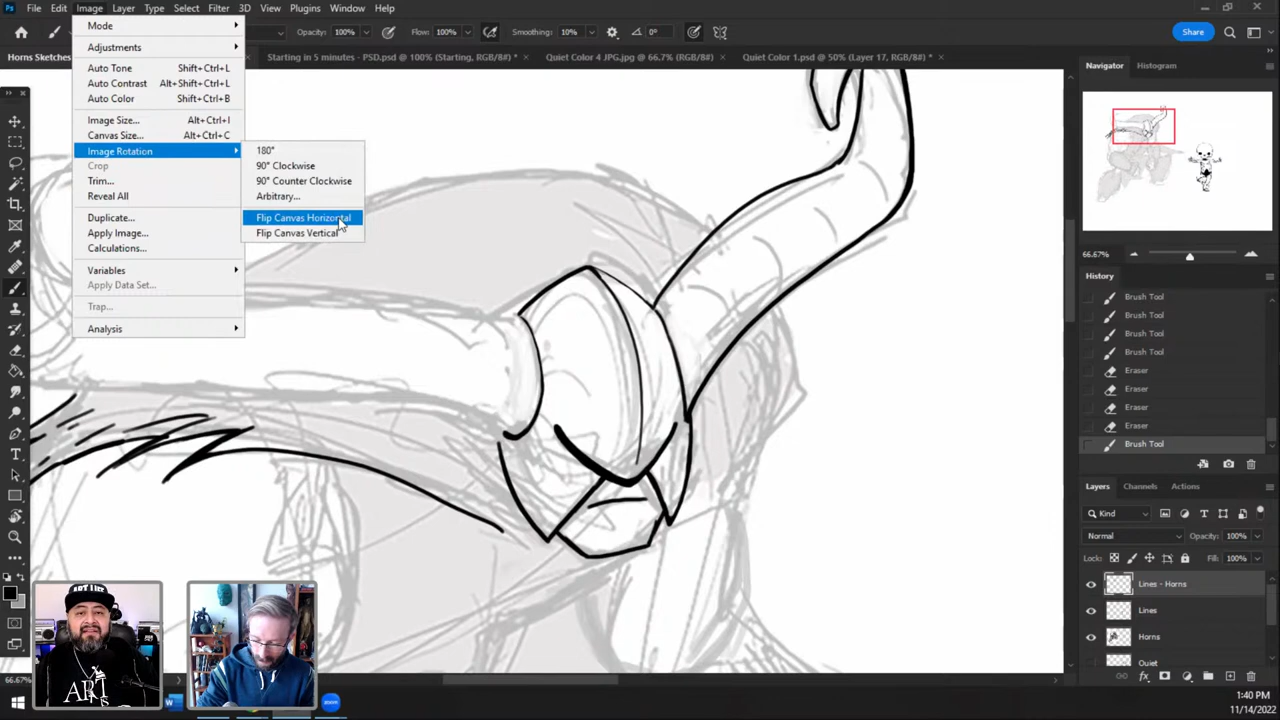 File Edit Image Layer Type Select Filter 3D View Plugins Window Help
Opacity: 100% Flow: 100% Smoothing: 10% 0° Share
Horns Sketches Starting in 5 minutes - PSD.psd @ 100% (Starting, RGB/8#) * Quiet Color 4 JPG.jpg @ 66.7% (RGB/8#) Quiet Color 1.psd @ 50% (Layer 17, RGB/8#) *
Mode
Adjustments
Auto Tone Shift+Ctrl+L
Auto Contrast Alt+Shift+Ctrl+L
Auto Color Shift+Ctrl+B
Image Size... Alt+Ctrl+I
Canvas Size... Alt+Ctrl+C
Image Rotation
Crop
Trim...
Reveal All
Duplicate...
Apply Image...
Calculations...
Variables
Apply Data Set...
Trap...
Analysis
180°
90° Clockwise
90° Counter Clockwise
Arbitrary...
Flip Canvas Horizontal
Flip Canvas Vertical
Navigator Histogram
66.67%
History
Brush Tool
Brush Tool
Brush Tool
Brush Tool
Eraser
Eraser
Eraser
Eraser
Brush Tool
Layers Channels Actions
Kind
Normal Opacity: 100%
Lock: Fill: 100%
Lines - Horns
Lines
Horns
Quiet
ART LIFE
ART
66.67%
1:40 PM
11/14/2022